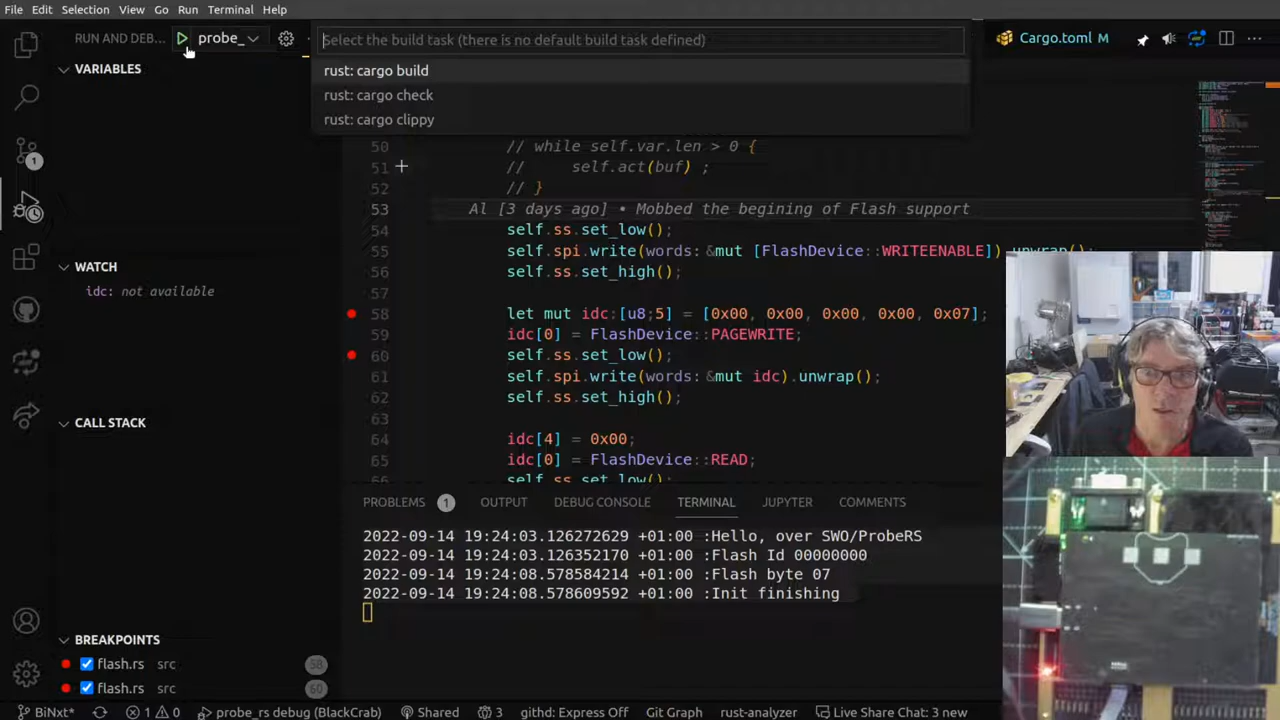 File Edit Selection View Go Run Terminal Help
RUN AND DEB... probe_
Select the build task (there is no default build task defined)
Cargo.toml M
rust: cargo build
rust: cargo check
rust: cargo clippy
VARIABLES
WATCH
idc: not available
CALL STACK
BREAKPOINTS
flash.rs src 58
flash.rs src 60
1
50 // while self.var.len > 0 {
51 //     self.act(buf) ;
52 // }
53 Al [3 days ago] • Mobbed the begining of Flash support
54 self.ss.set_low();
55 self.spi.write(words: &mut [FlashDevice::WRITEENABLE]).unwrap();
56 self.ss.set_high();
57
58 let mut idc:[u8;5] = [0x00, 0x00, 0x00, 0x00, 0x07];
59 idc[0] = FlashDevice::PAGEWRITE;
60 self.ss.set_low();
61 self.spi.write(words: &mut idc).unwrap();
62 self.ss.set_high();
63
64 idc[4] = 0x00;
65 idc[0] = FlashDevice::READ;
66 self.ss.set_low();
PROBLEMS 1 OUTPUT DEBUG CONSOLE TERMINAL JUPYTER COMMENTS
2022-09-14 19:24:03.126272629 +01:00 :Hello, over SWO/ProbeRS
2022-09-14 19:24:03.126352170 +01:00 :Flash Id 00000000
2022-09-14 19:24:08.578584214 +01:00 :Flash byte 07
2022-09-14 19:24:08.578609592 +01:00 :Init finishing
BiNxt* 1 0 probe_rs debug (BlackCrab) Shared 3 githd: Express Off Git Graph rust-analyzer Live Share Chat: 3 new